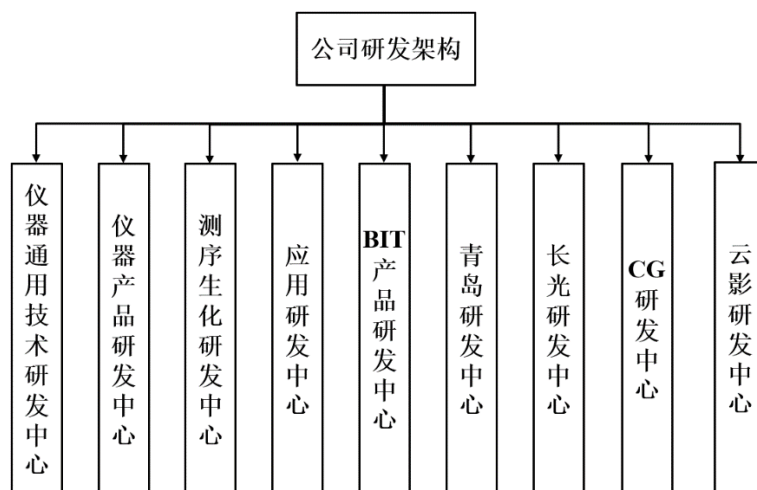 公司研发架构
仪器通用技术研发中心
仪器产品研发中心
测序生化研发中心
应用研发中心
BIT产品研发中心
青岛研发中心
长光研发中心
CG研发中心
云影研发中心